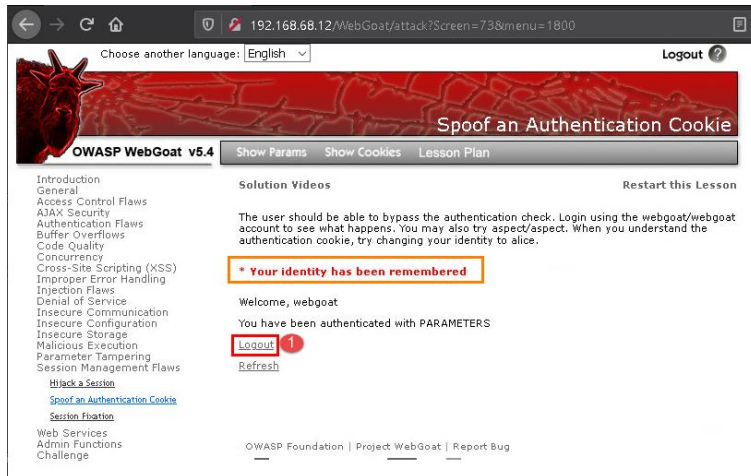 192.168.68.12/WebGoat/attack?Screen=73&menu=1800
Choose another language: English
Logout ?
Spoof an Authentication Cookie
OWASP WebGoat v5.4
Show Params Show Cookies Lesson Plan
Introduction
General
Access Control Flaws
AJAX Security
Authentication Flaws
Buffer Overflows
Code Quality
Concurrency
Cross-Site Scripting (XSS)
Improper Error Handling
Injection Flaws
Denial of Service
Insecure Communication
Insecure Configuration
Insecure Storage
Malicious Execution
Parameter Tampering
Session Management Flaws
Hijack a Session
Spoof an Authentication Cookie
Session Fixation
Web Services
Admin Functions
Challenge
Solution Videos
Restart this Lesson
The user should be able to bypass the authentication check. Login using the webgoat/webgoat
account to see what happens. You may also try aspect/aspect. When you understand the
authentication cookie, try changing your identity to alice.
* Your identity has been remembered
Welcome, webgoat
You have been authenticated with PARAMETERS
Logout 1
Refresh
OWASP Foundation | Project WebGoat | Report Bug